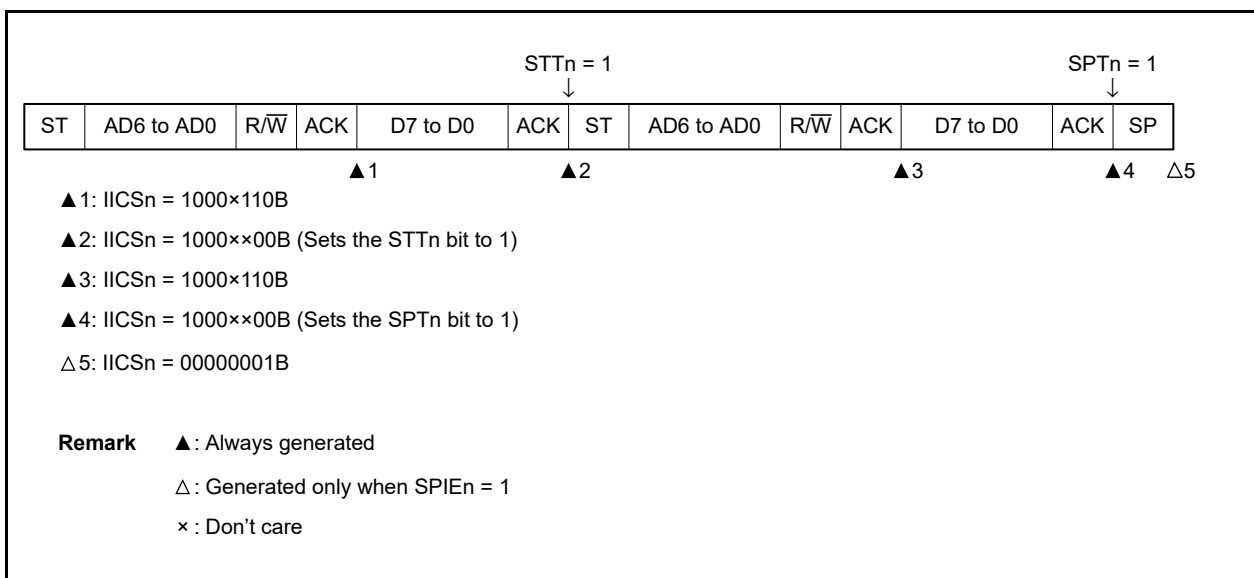 STTn = 1 SPTn = 1
↓ ↓
ST AD6 to AD0 R/W̅ ACK D7 to D0 ACK ST AD6 to AD0 R/W̅ ACK D7 to D0 ACK SP
▲1 ▲2 ▲3 ▲4 △5
▲1: IICSn = 1000×110B
▲2: IICSn = 1000××00B (Sets the STTn bit to 1)
▲3: IICSn = 1000×110B
▲4: IICSn = 1000××00B (Sets the SPTn bit to 1)
△5: IICSn = 00000001B
Remark ▲: Always generated
△: Generated only when SPIEn = 1
× : Don't care